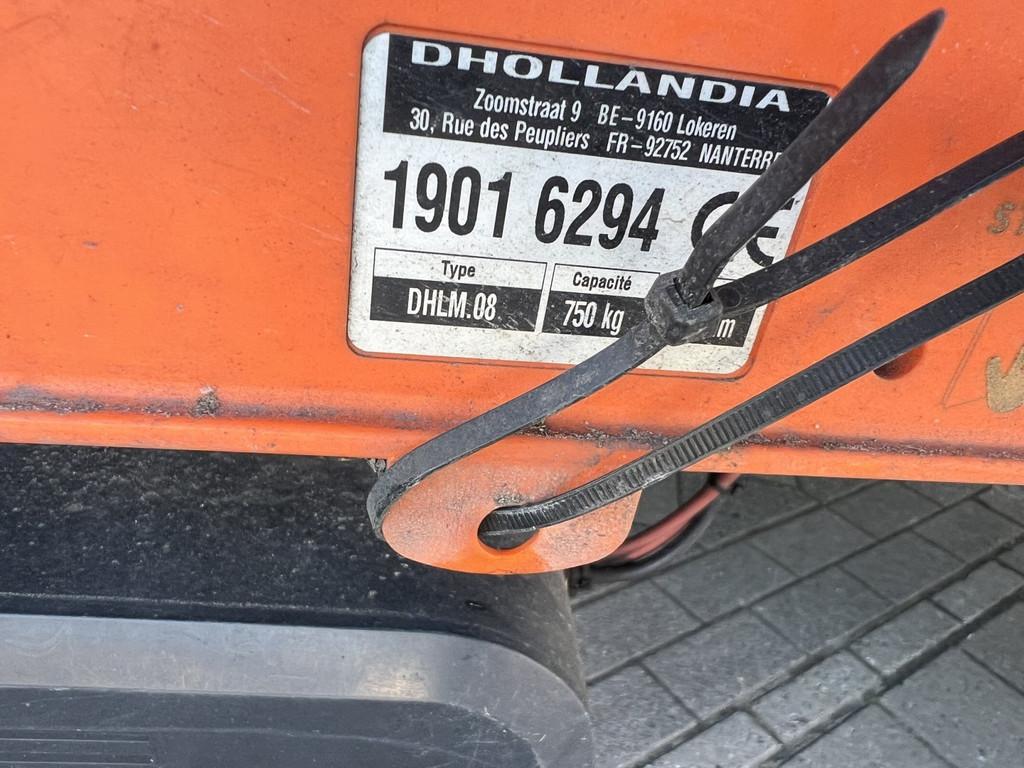 DHOLLANDIA
Zoomstraat 9 BE-9160 Lokeren
30, Rue des Peupliers FR-92752 NANTERRE
1901 6294 CE
Type
Capacité
DHLM.08
750 kg
m